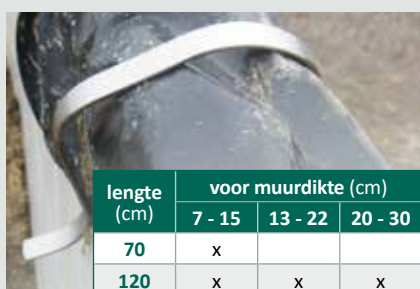 lengte (cm) voor muurdikte (cm)
7 - 15 13 - 22 20 - 30
70 x
120 x x x